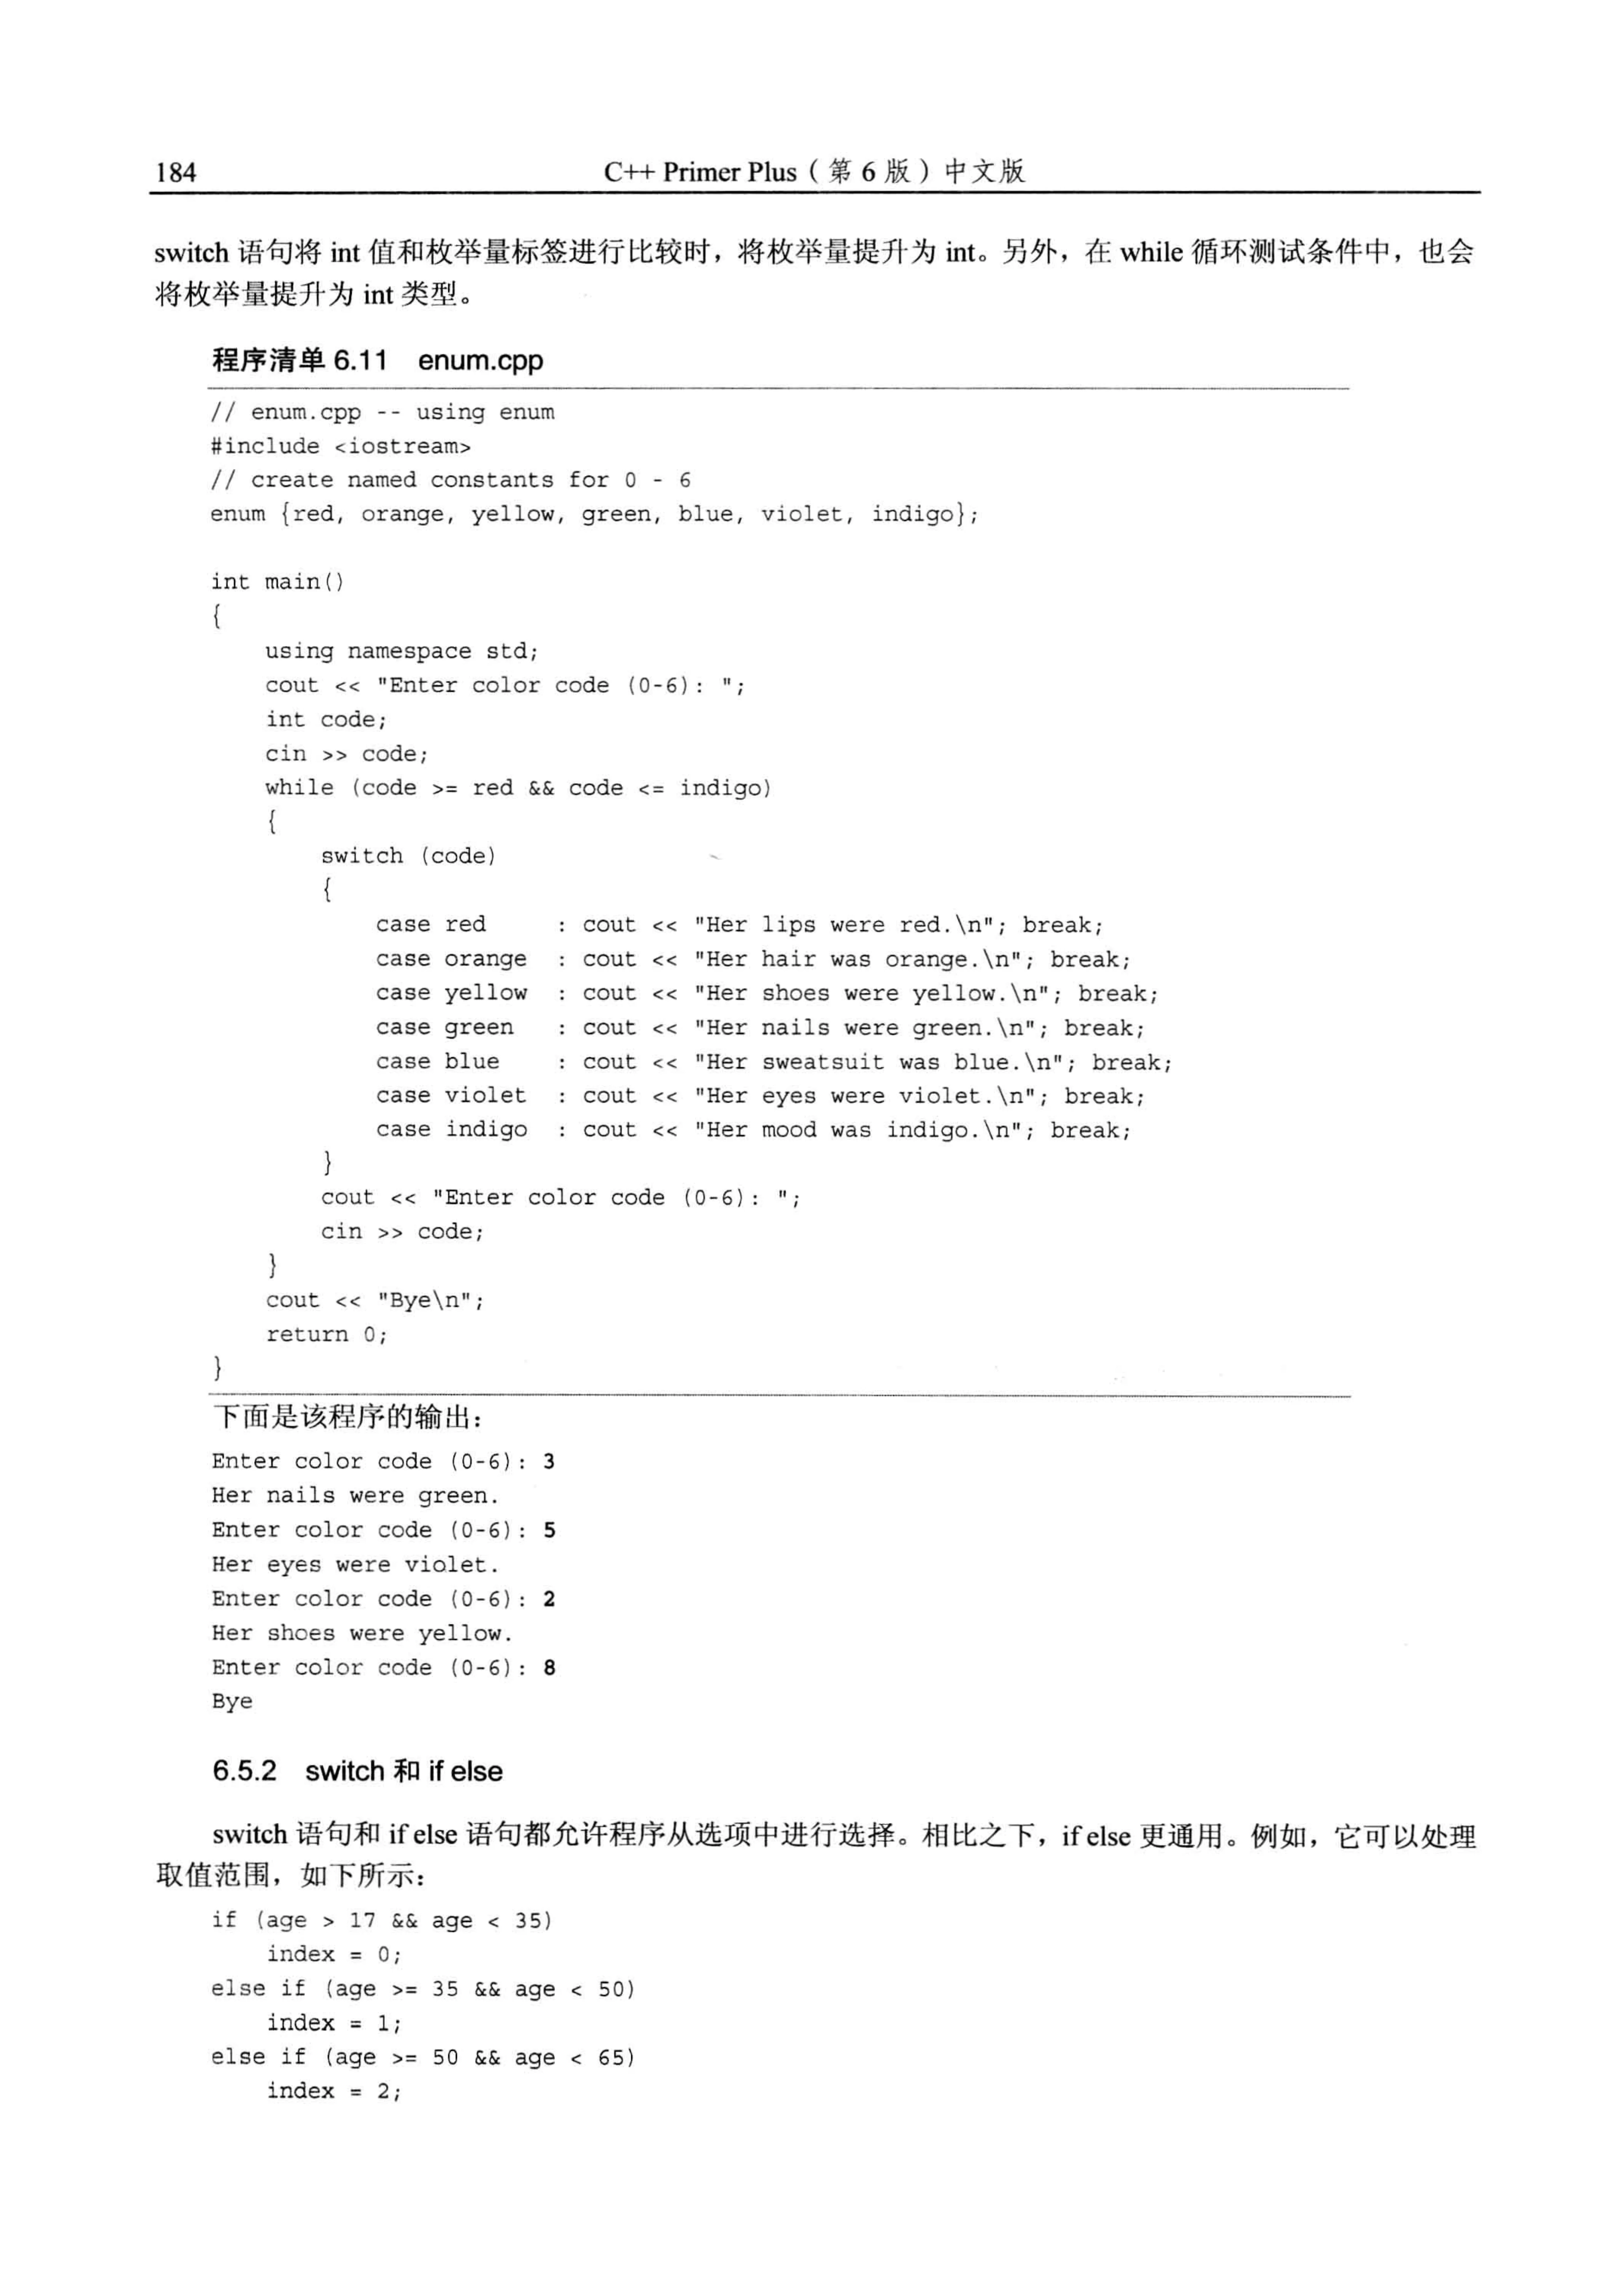 184
C++ Primer Plus（第 6 版）中文版
switch 语句将 int 值和枚举量标签进行比较时，将枚举量提升为 int。另外，在 while 循环测试条件中，也会
将枚举量提升为 int 类型。
程序清单 6.11    enum.cpp
// enum.cpp -- using enum
#include <iostream>
// create named constants for 0 - 6
enum {red, orange, yellow, green, blue, violet, indigo};
int main()
{
    using namespace std;
    cout << "Enter color code (0-6): ";
    int code;
    cin >> code;
    while (code >= red && code <= indigo)
    {
        switch (code)
        {
            case red     : cout << "Her lips were red.\n"; break;
            case orange  : cout << "Her hair was orange.\n"; break;
            case yellow  : cout << "Her shoes were yellow.\n"; break;
            case green   : cout << "Her nails were green.\n"; break;
            case blue    : cout << "Her sweatsuit was blue.\n"; break;
            case violet  : cout << "Her eyes were violet.\n"; break;
            case indigo  : cout << "Her mood was indigo.\n"; break;
        }
        cout << "Enter color code (0-6): ";
        cin >> code;
    }
    cout << "Bye\n";
    return 0;
}
下面是该程序的输出：
Enter color code (0-6): 3
Her nails were green.
Enter color code (0-6): 5
Her eyes were violet.
Enter color code (0-6): 2
Her shoes were yellow.
Enter color code (0-6): 8
Bye
6.5.2    switch 和 if else
switch 语句和 if else 语句都允许程序从选项中进行选择。相比之下，if else 更通用。例如，它可以处理
取值范围，如下所示：
if (age > 17 && age < 35)
    index = 0;
else if (age >= 35 && age < 50)
    index = 1;
else if (age >= 50 && age < 65)
    index = 2;